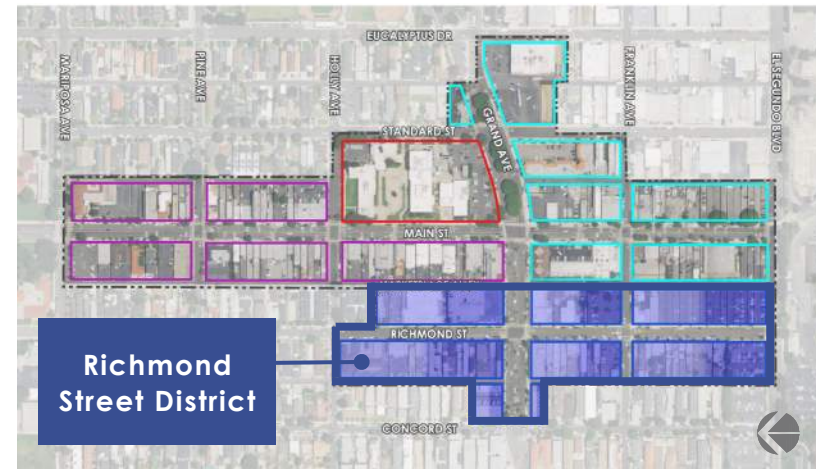 EUCALYPTUS DR
MARIPOSA AVE
PINE AVE
HOLLY AVE
FRANKLIN AVE
EL SEGUNDO BLVD
GRAND AVE
STANDARD ST
MAIN ST
RICHMOND ST
Richmond
Street District
CONCORD ST